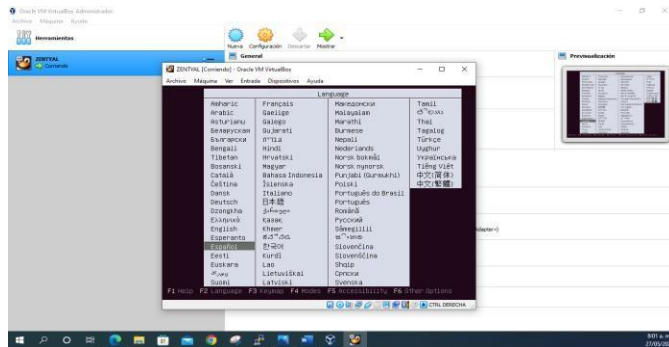 Oracle VM VirtualBox Administrador
Archivo Máquina Ayuda
Herramientas
Nueva Configuración Descartar Mostrar
ZENTYAL
Corriendo
General
Previsualización
ZENTYAL [Corriendo] - Oracle VM VirtualBox
Archivo Máquina Ver Entrada Dispositivos Ayuda
Language
Amharic Français Македонски Tamil
Arabic Gaeilge Malayalam
Asturianu Galego Marathi Thai
Беларуская Gujarati Burmese Tagalog
Български עברית Nepali Türkçe
Bengali Hindi Nederlands Uyghur
Tibetan Hrvatski Norsk bokmål Українська
Bosanski Magyar Norsk nynorsk Tiếng Việt
Català Bahasa Indonesia Punjabi (Gurmukhi) 中文(简体)
Čeština Íslenska Polski 中文(繁體)
Dansk Italiano Português do Brasil
Deutsch 日本語 Português
Dzongkha ქართული Română
Ελληνικά Қазақ Русский
English Khmer Sámegillii
Esperanto
Español 한국어 Slovenčina
Eesti Kurdî Slovenščina
Euskara Lao Shqip
Lietuviškai Српски
Suomi Latviski Svenska
F1 Help F2 Language F3 Keymap F4 Modes F5 Accessibility F6 Other Options
CTRL DERECHA